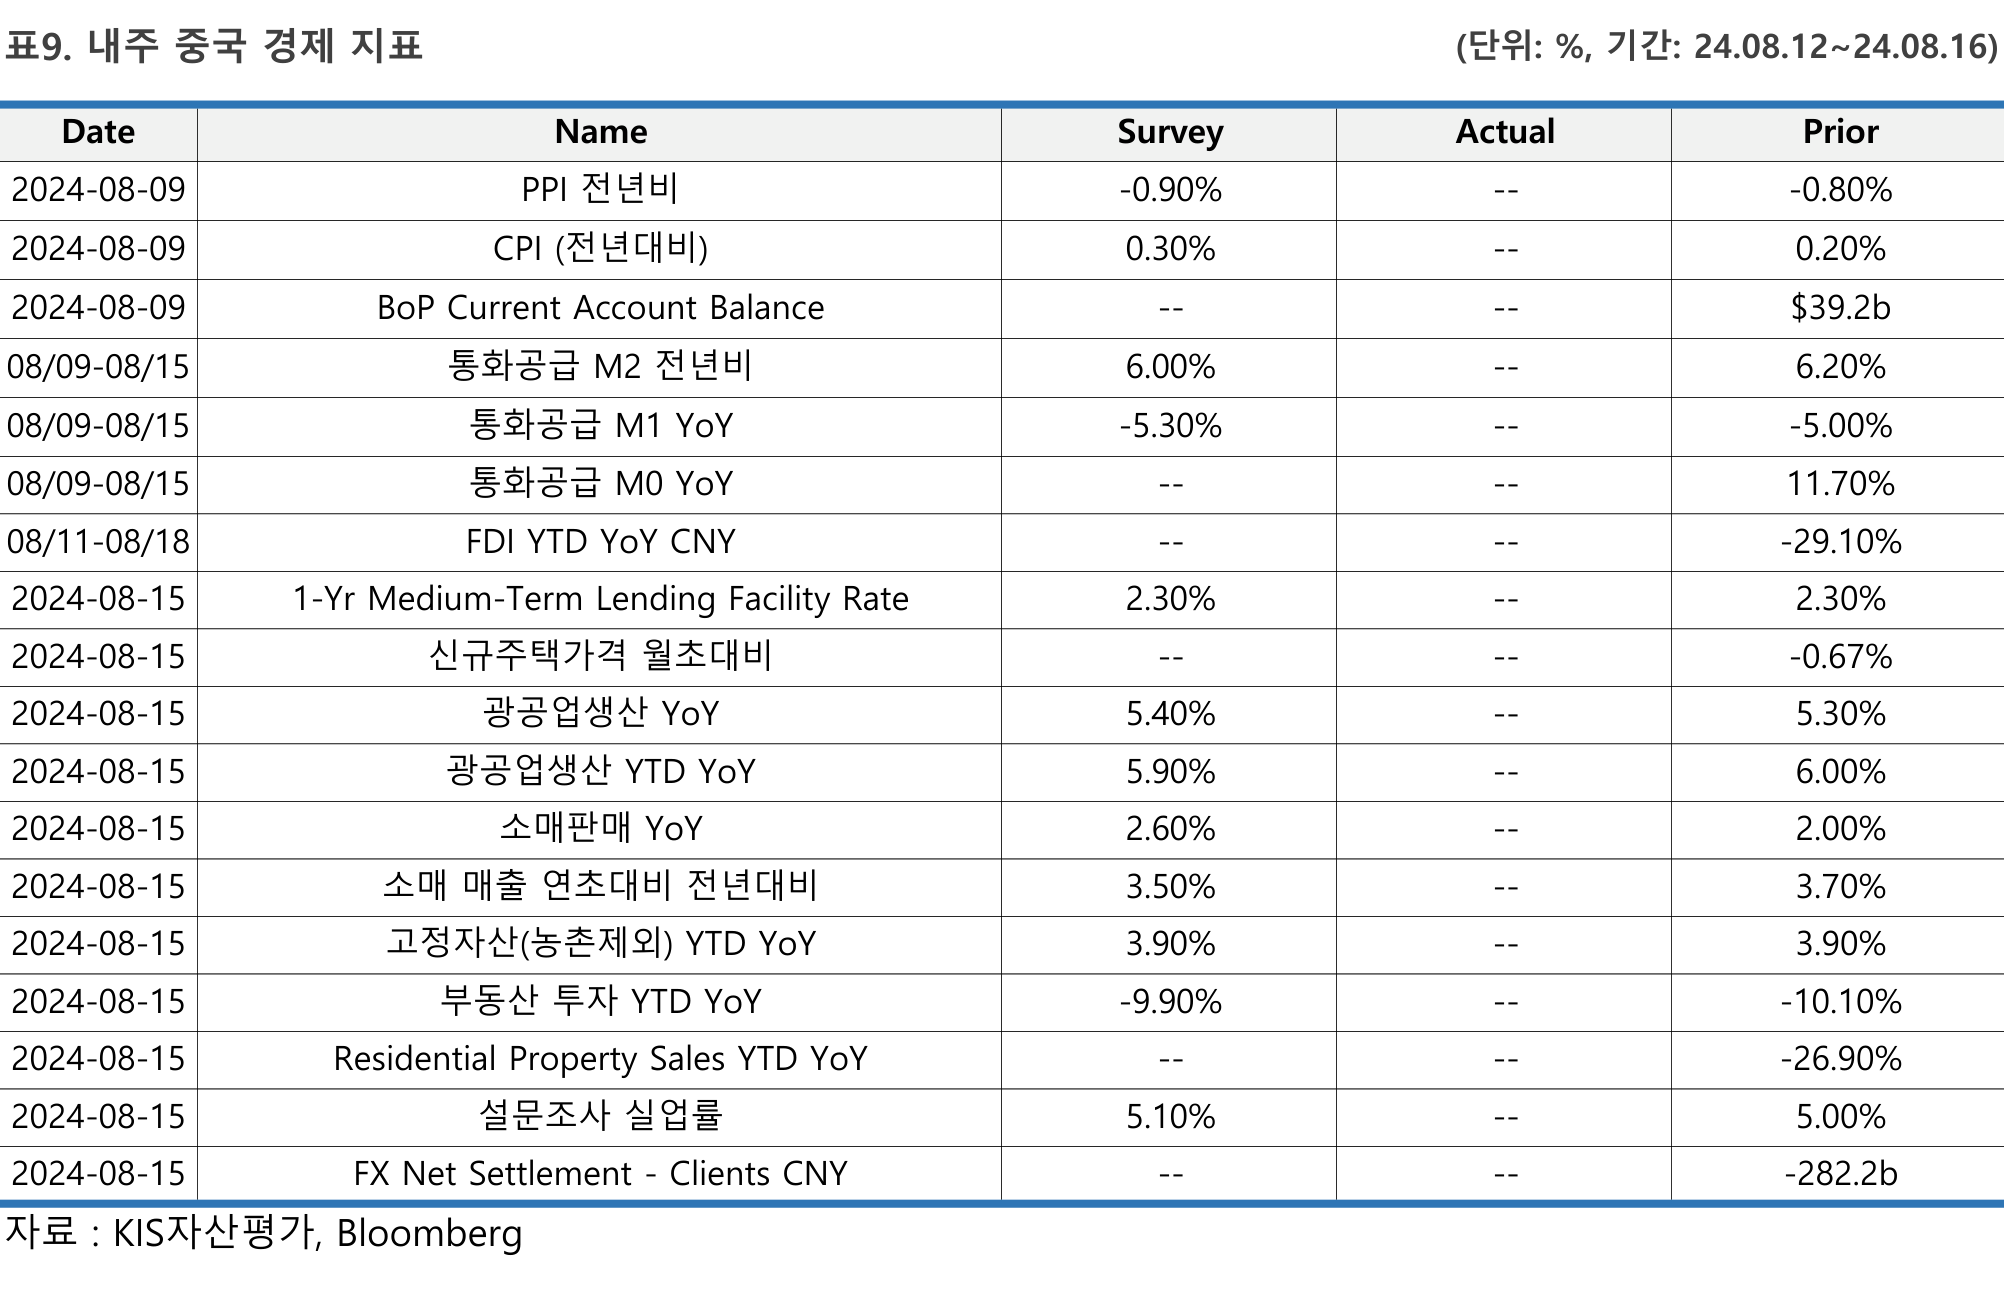 표9. 내주 중국 경제 지표 (단위: %, 기간: 24.08.12~24.08.16)
Date Name Survey Actual Prior
2024-08-09 PPI 전년비 -0.90% -- -0.80%
2024-08-09 CPI (전년대비) 0.30% -- 0.20%
2024-08-09 BoP Current Account Balance -- -- $39.2b
08/09-08/15 통화공급 M2 전년비 6.00% -- 6.20%
08/09-08/15 통화공급 M1 YoY -5.30% -- -5.00%
08/09-08/15 통화공급 M0 YoY -- -- 11.70%
08/11-08/18 FDI YTD YoY CNY -- -- -29.10%
2024-08-15 1-Yr Medium-Term Lending Facility Rate 2.30% -- 2.30%
2024-08-15 신규주택가격 월초대비 -- -- -0.67%
2024-08-15 광공업생산 YoY 5.40% -- 5.30%
2024-08-15 광공업생산 YTD YoY 5.90% -- 6.00%
2024-08-15 소매판매 YoY 2.60% -- 2.00%
2024-08-15 소매 매출 연초대비 전년대비 3.50% -- 3.70%
2024-08-15 고정자산(농촌제외) YTD YoY 3.90% -- 3.90%
2024-08-15 부동산 투자 YTD YoY -9.90% -- -10.10%
2024-08-15 Residential Property Sales YTD YoY -- -- -26.90%
2024-08-15 설문조사 실업률 5.10% -- 5.00%
2024-08-15 FX Net Settlement - Clients CNY -- -- -282.2b
자료 : KIS자산평가, Bloomberg